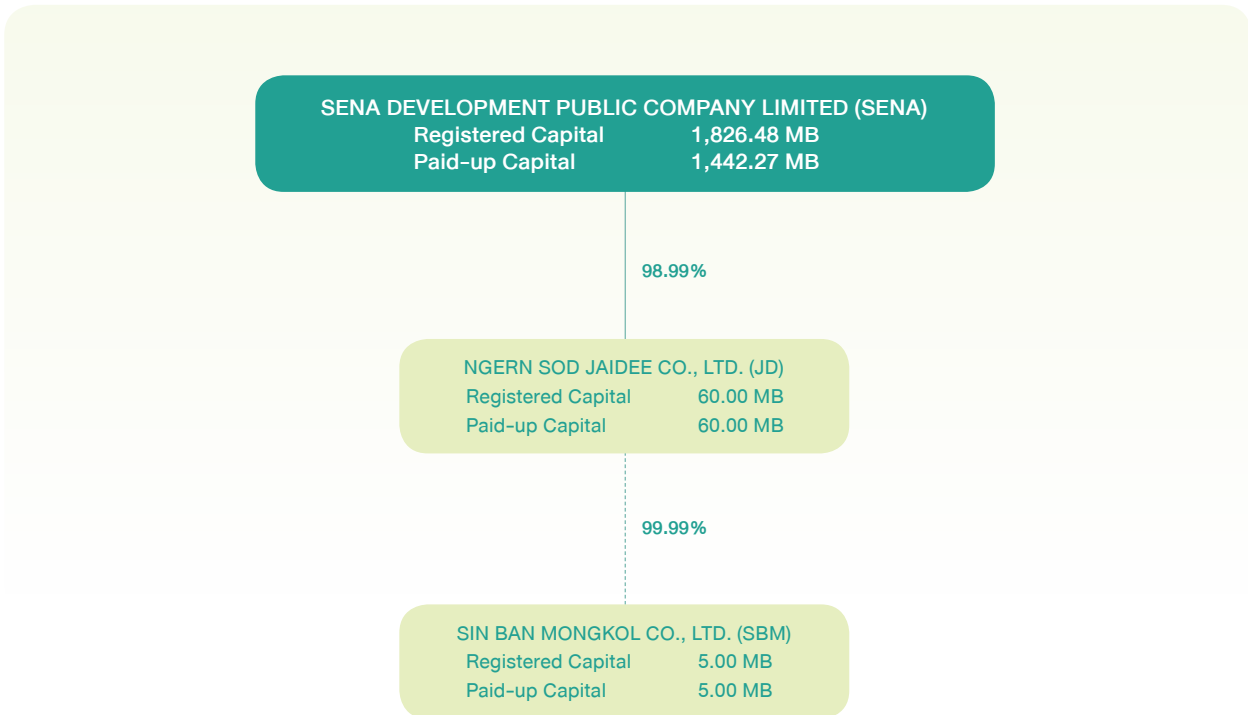 SENA DEVELOPMENT PUBLIC COMPANY LIMITED (SENA)
Registered Capital 1,826.48 MB
Paid-up Capital 1,442.27 MB
98.99%
NGERN SOD JAIDEE CO., LTD. (JD)
Registered Capital 60.00 MB
Paid-up Capital 60.00 MB
99.99%
SIN BAN MONGKOL CO., LTD. (SBM)
Registered Capital 5.00 MB
Paid-up Capital 5.00 MB